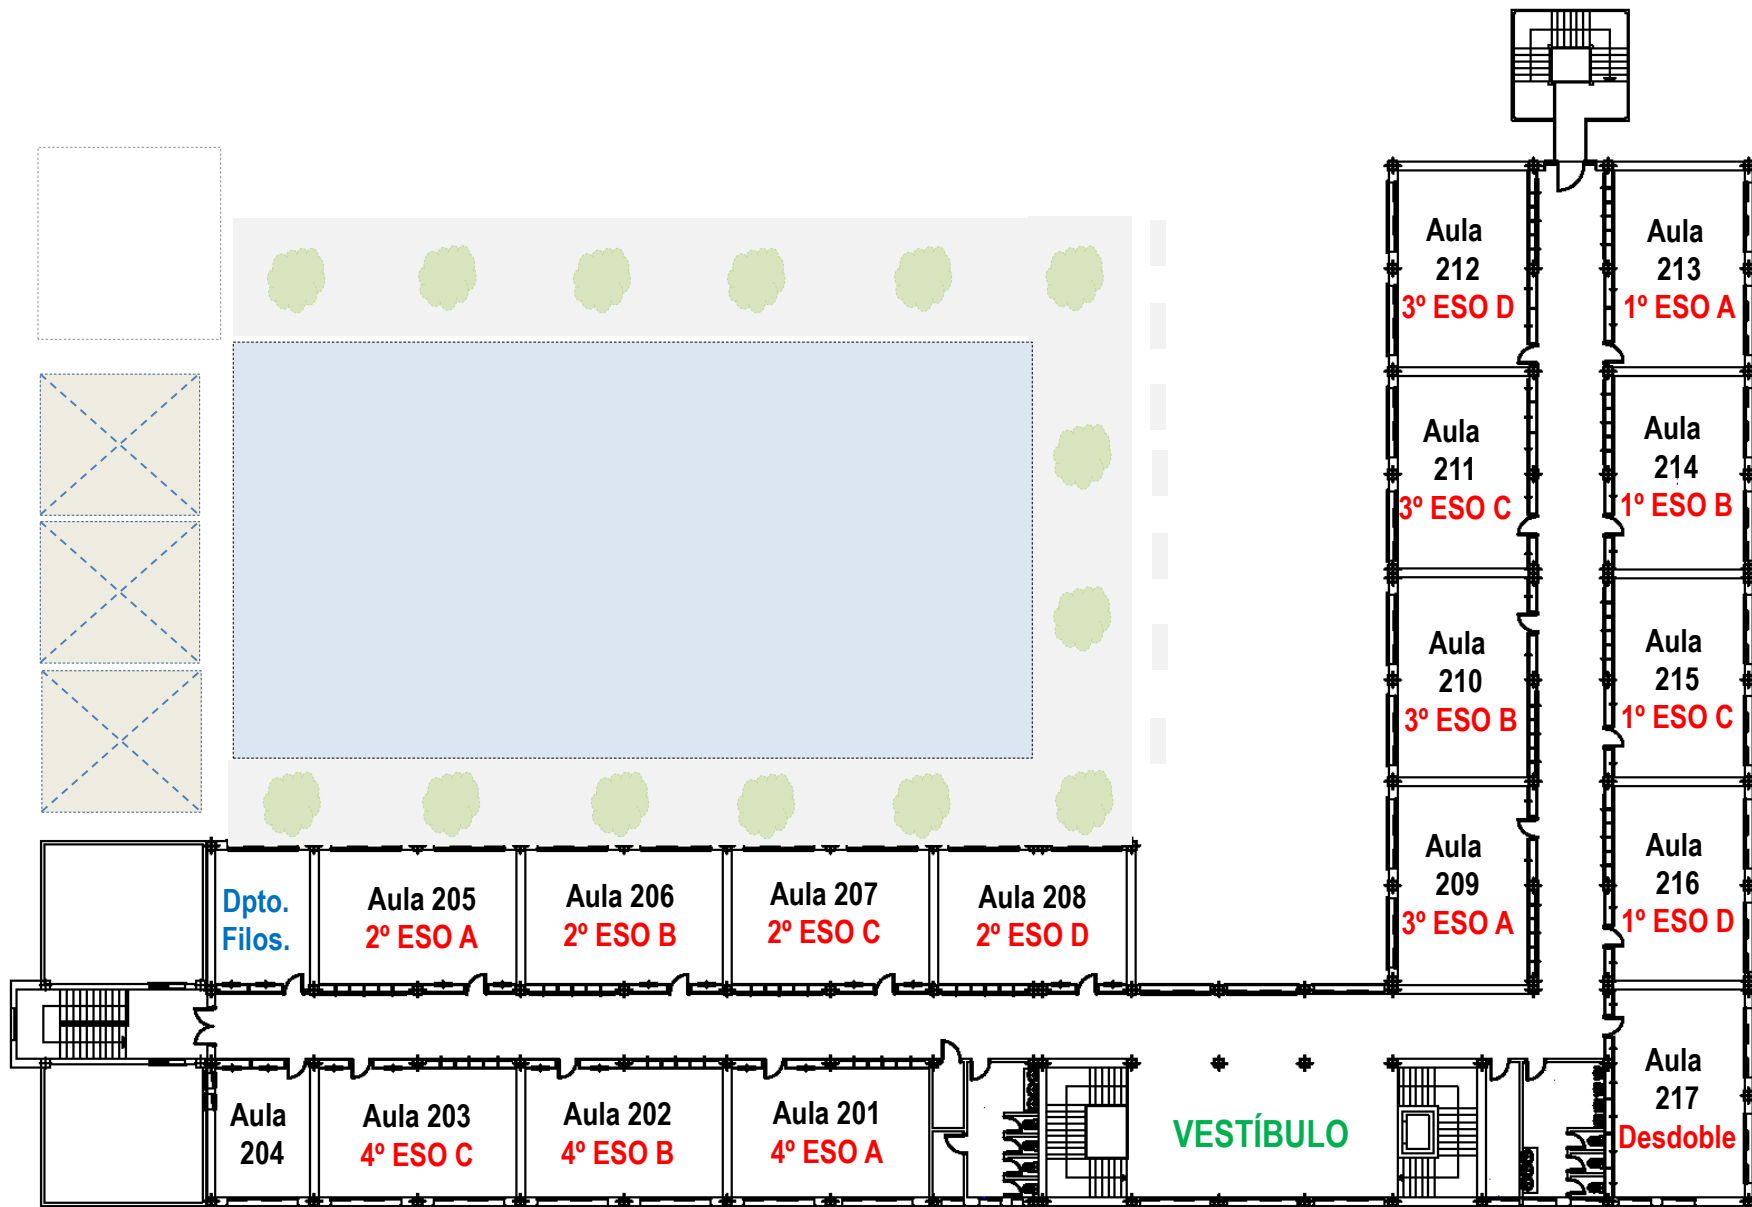 Aula
212
3º ESO D
Aula
213
1º ESO A
Aula
211
3º ESO C
Aula
214
1º ESO B
Aula
210
3º ESO B
Aula
215
1º ESO C
Aula
209
3º ESO A
Aula
216
1º ESO D
Dpto.
Filos.
Aula 205
2º ESO A
Aula 206
2º ESO B
Aula 207
2º ESO C
Aula 208
2º ESO D
Aula
204
Aula 203
4º ESO C
Aula 202
4º ESO B
Aula 201
4º ESO A
VESTÍBULO
Aula
217
Desdoble